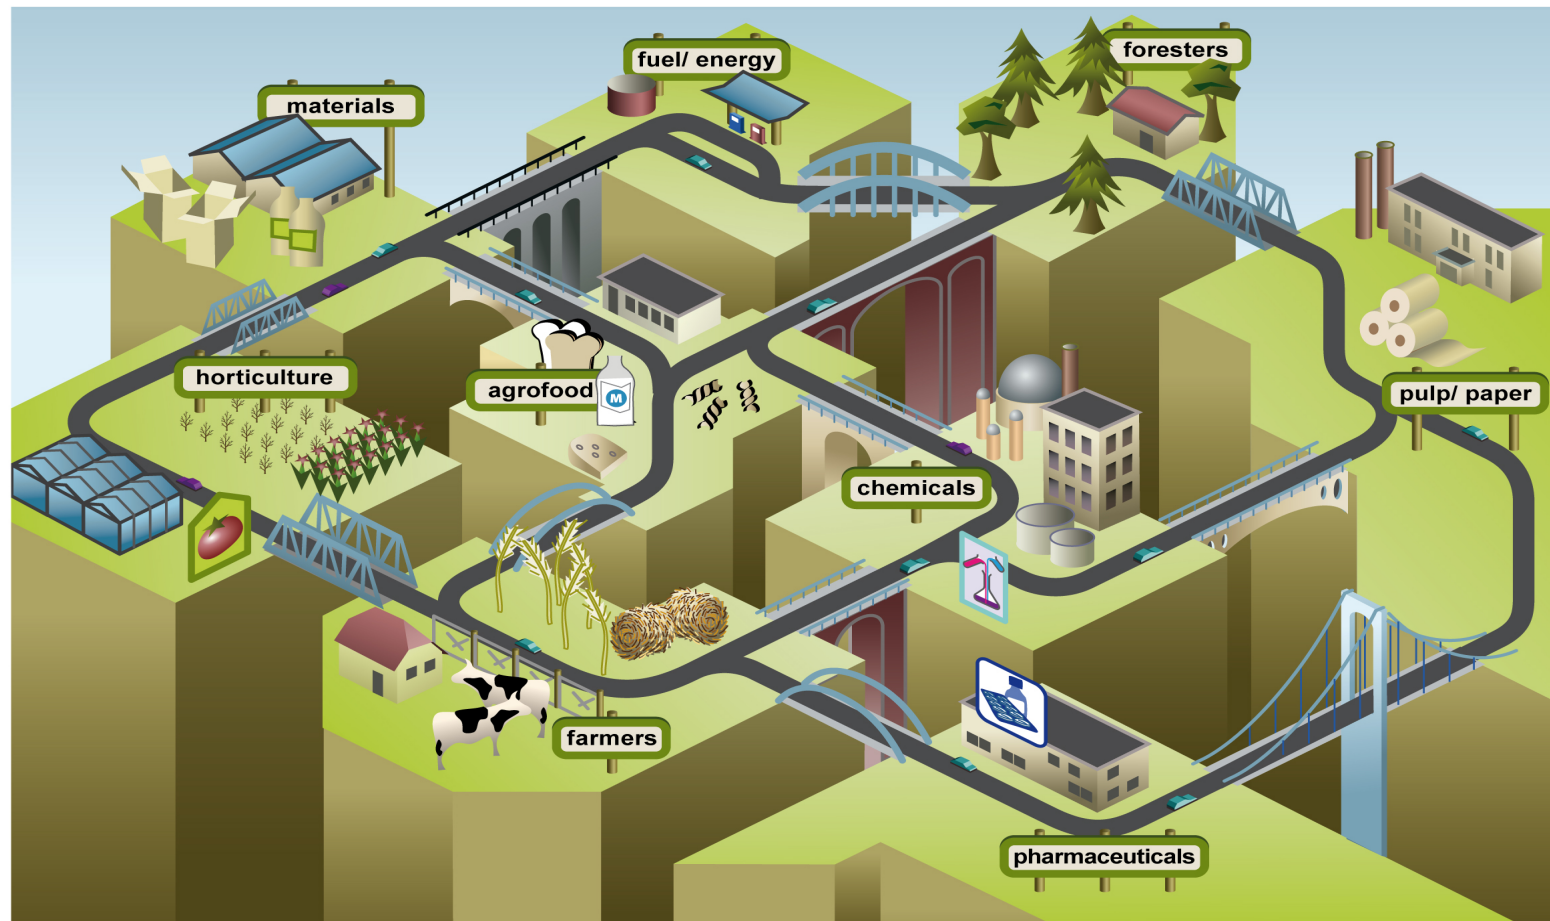 fuel/ energy
foresters
materials
horticulture
agrofood
M
pulp/ paper
chemicals
farmers
pharmaceuticals